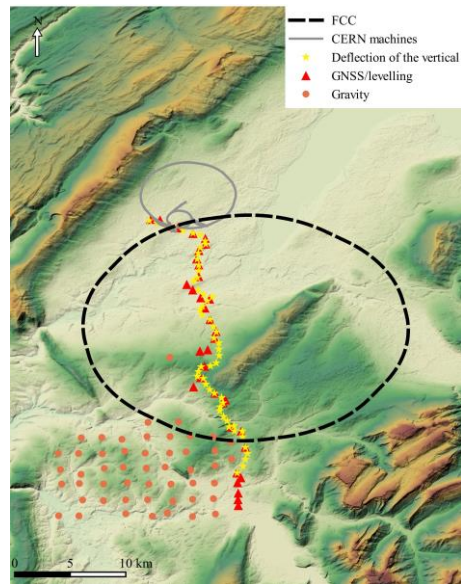 N
FCC
CERN machines
Deflection of the vertical
GNSS/levelling
Gravity
0 5 10 km